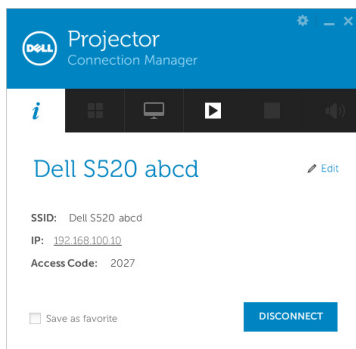 DELL
Projector
Connection Manager
i
Dell S520 abcd
Edit
SSID: Dell S520 abcd
IP: 192.168.100.10
Access Code: 2027
Save as favorite
DISCONNECT